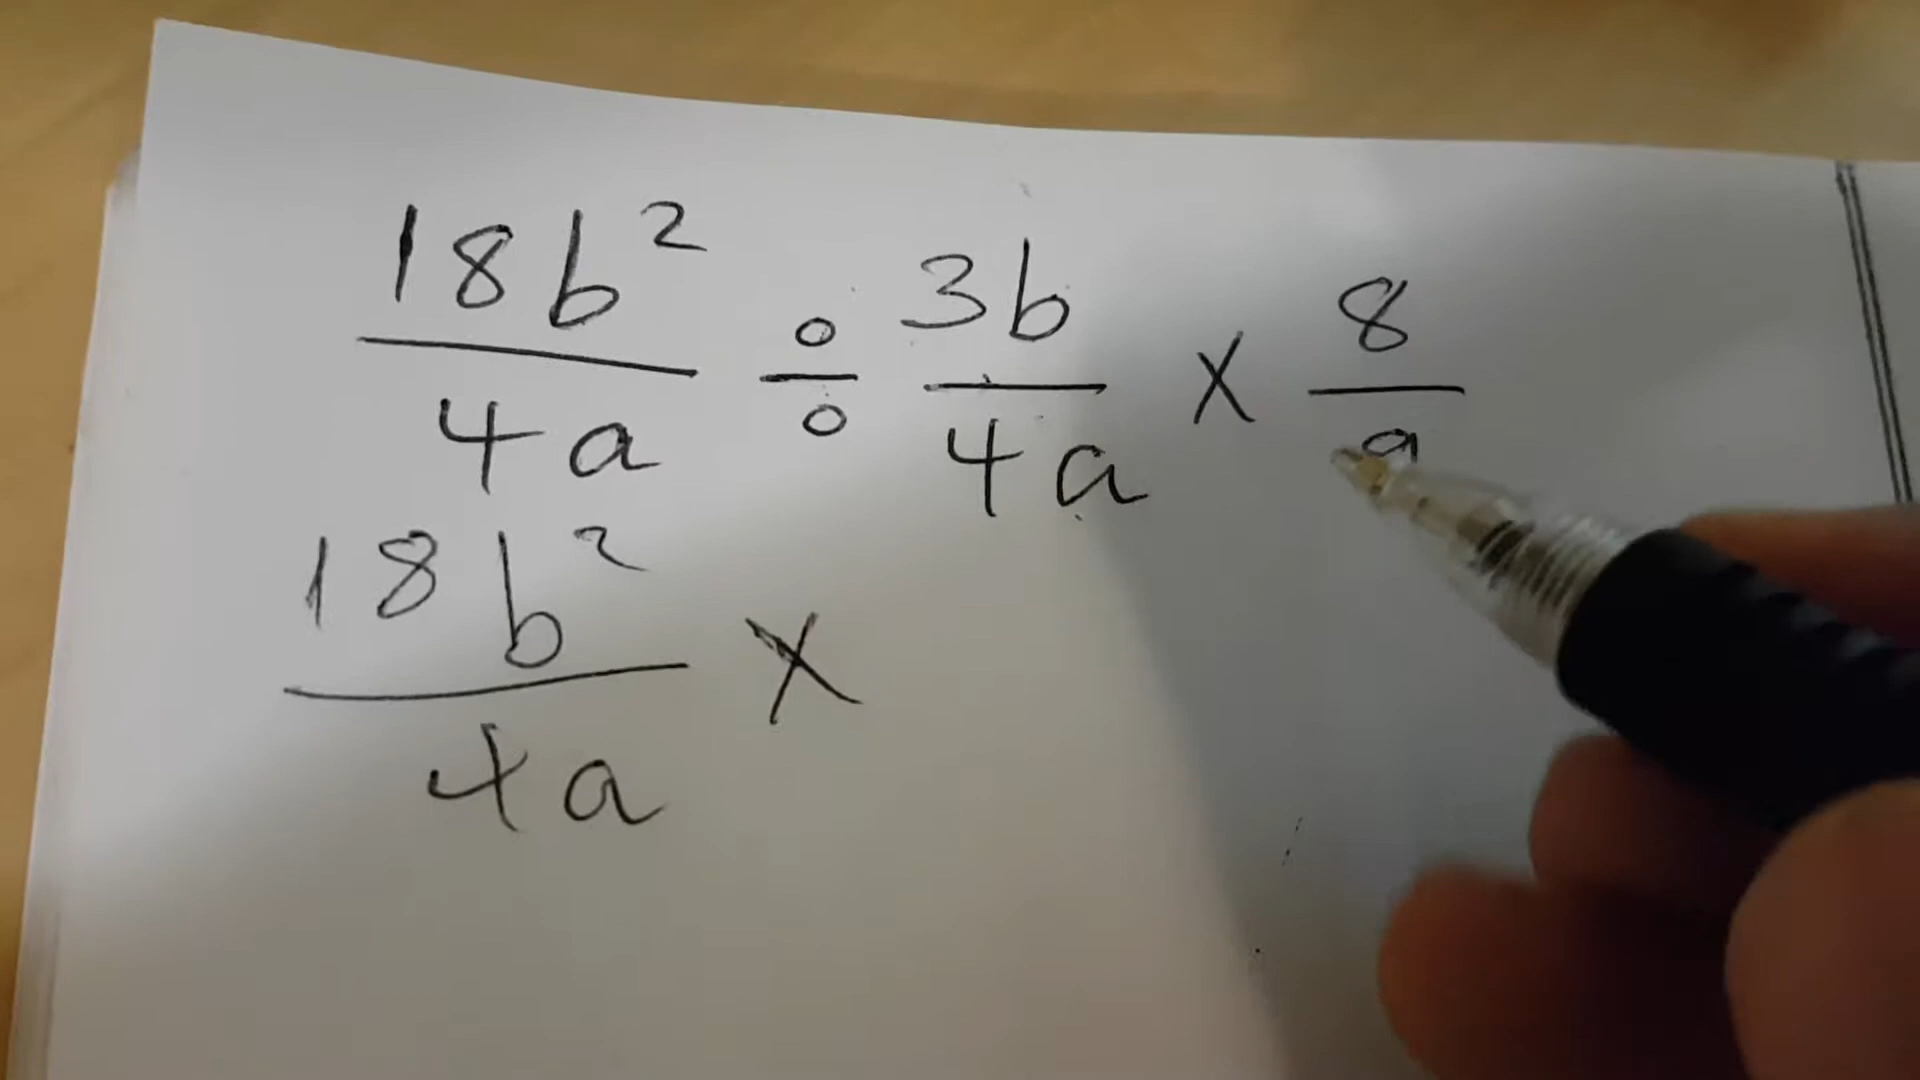 18b² / 4a ÷ 3b / 4a × 8 / a
18b² / 4a ×